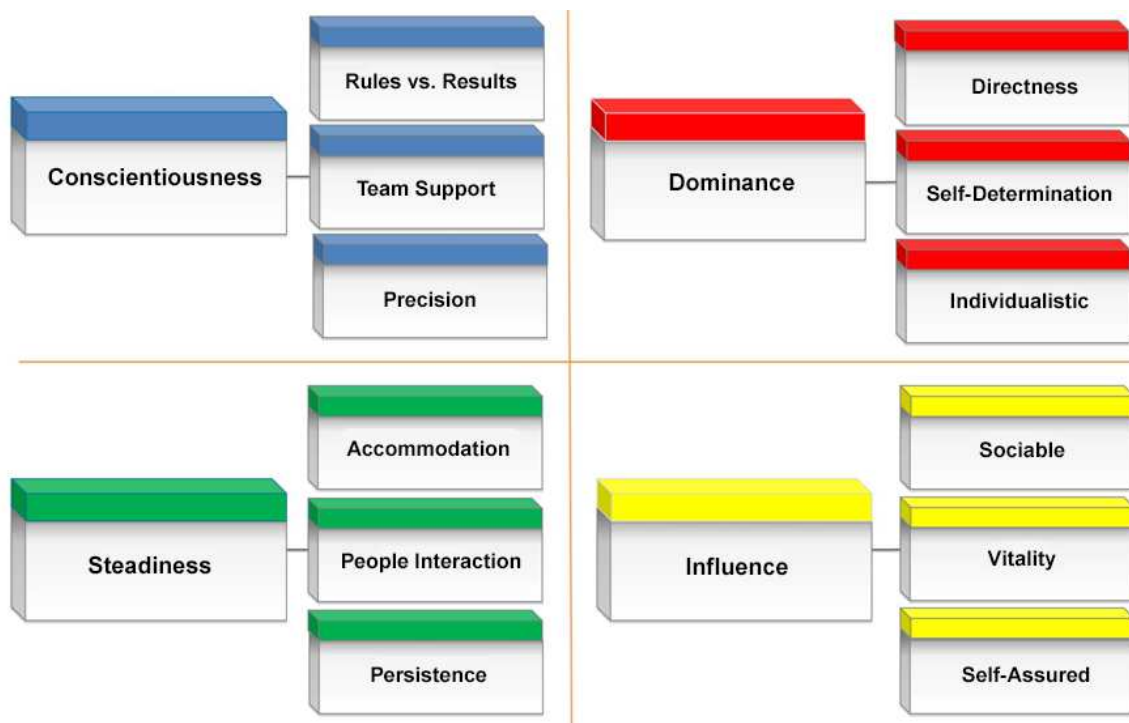 Conscientiousness
Rules vs. Results
Team Support
Precision
Dominance
Directness
Self-Determination
Individualistic
Steadiness
Accommodation
People Interaction
Persistence
Influence
Sociable
Vitality
Self-Assured